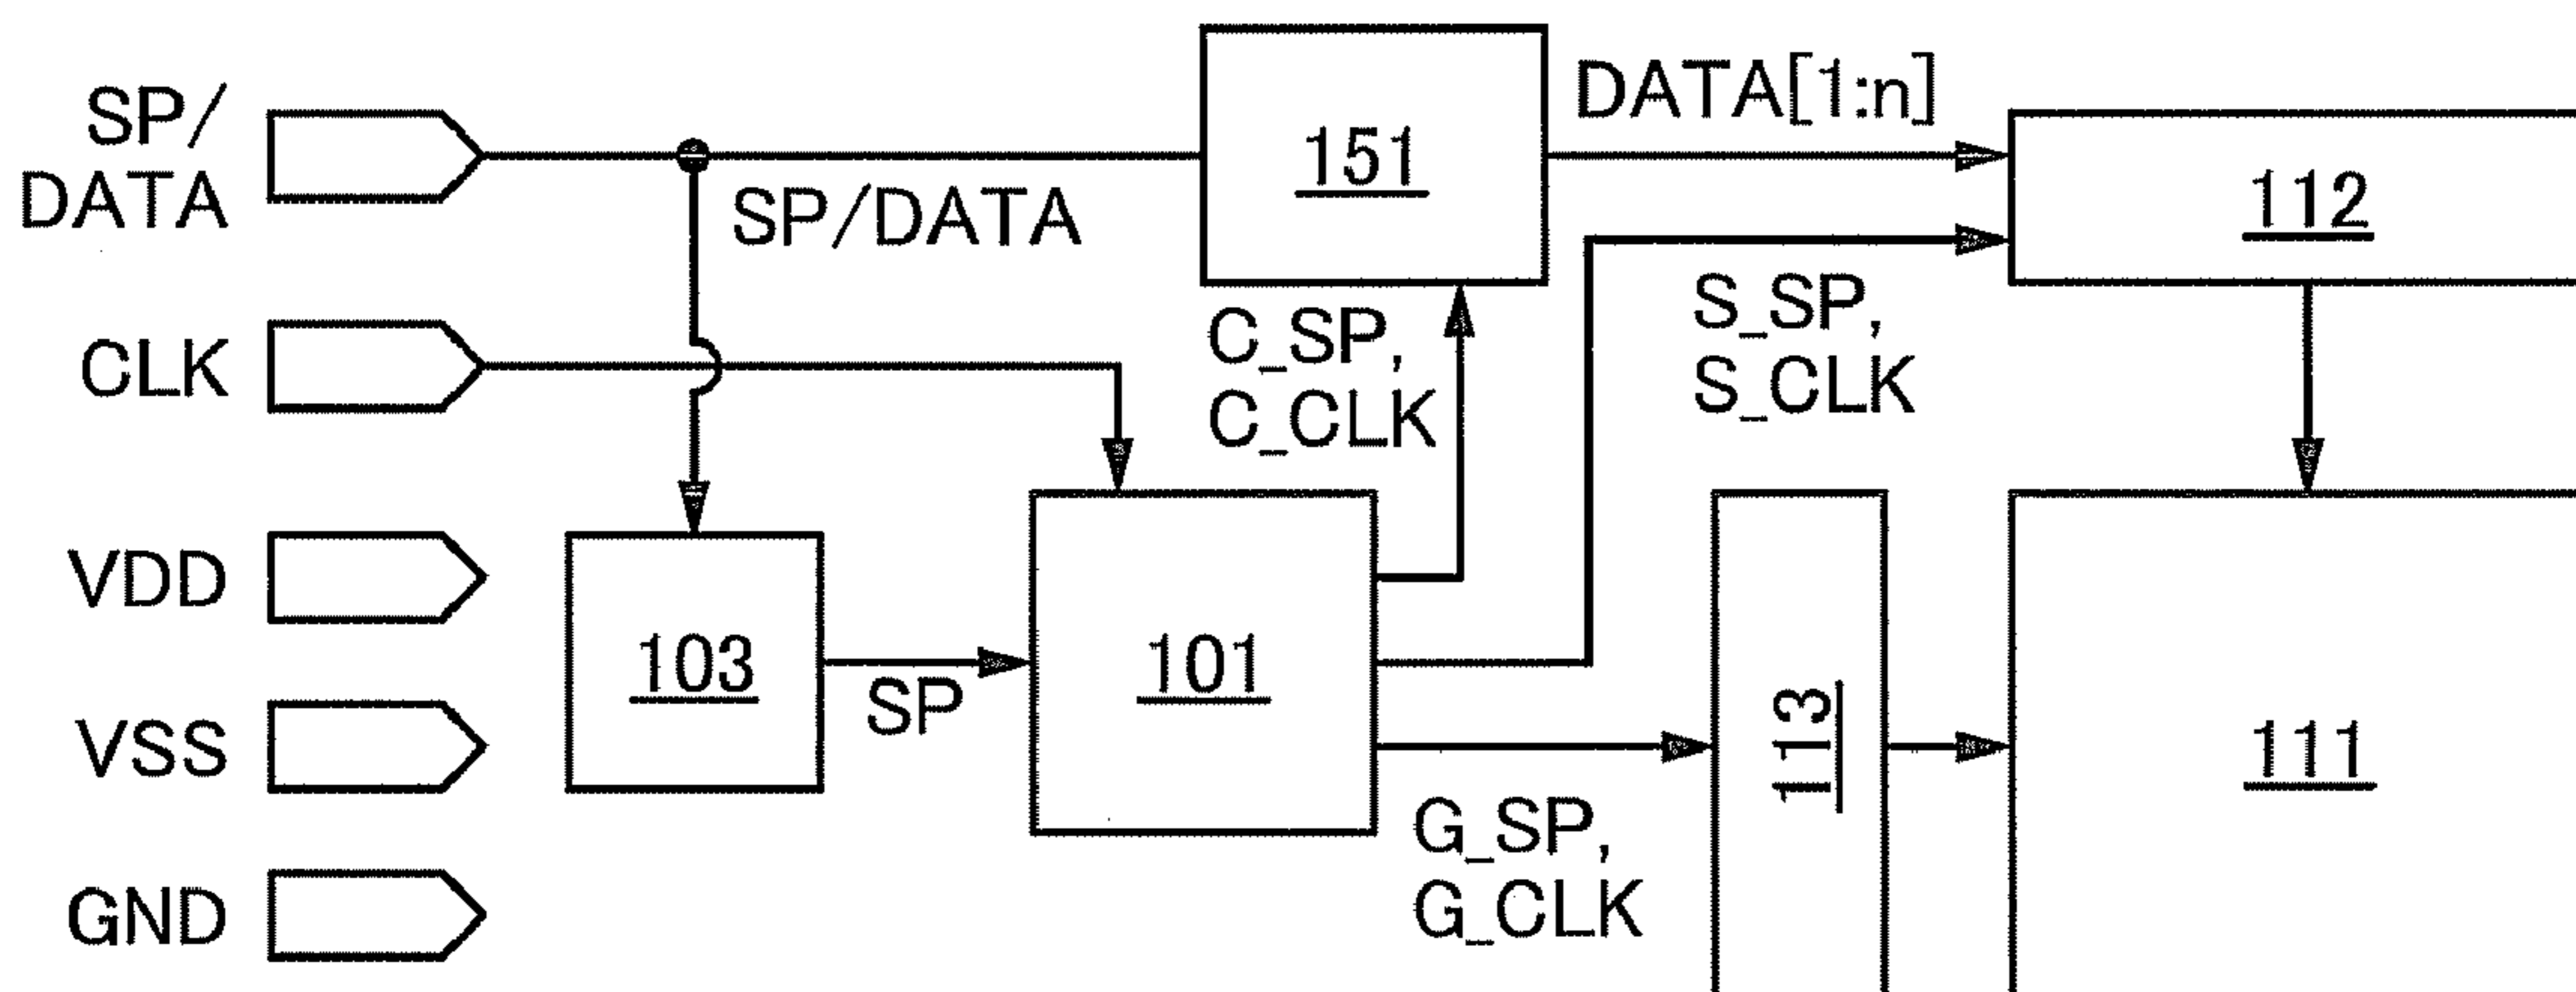 SP/
DATA
SP/DATA
151
DATA[1:n]
112
CLK
C_SP,
C_CLK
S_SP,
S_CLK
VDD
103
SP
101
113
111
VSS
G_SP,
G_CLK
GND